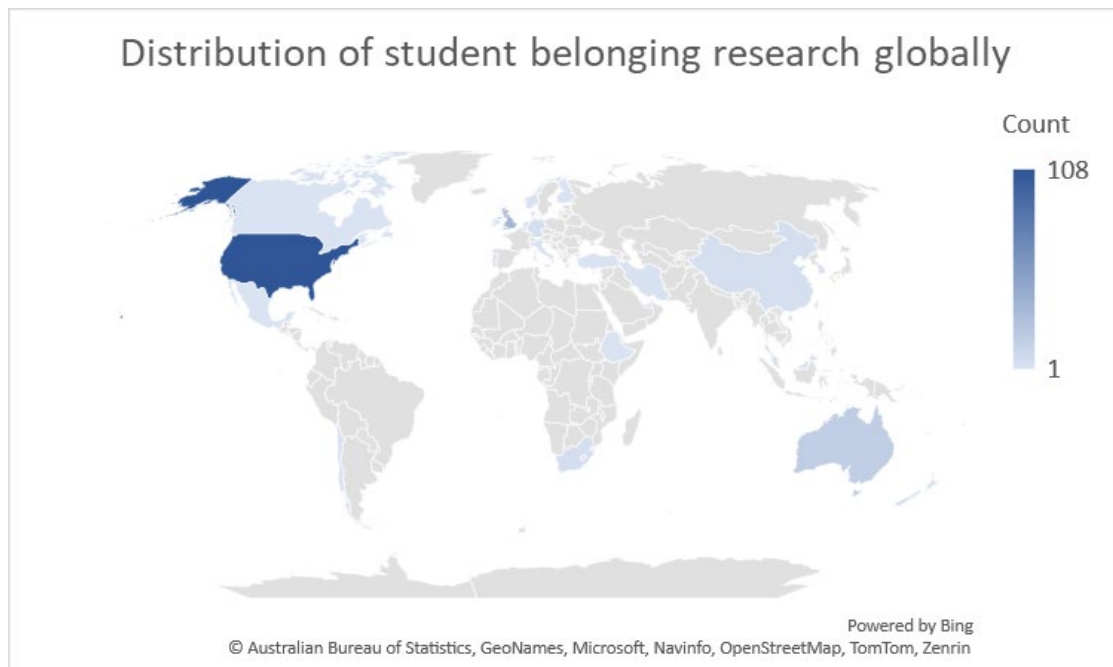 Distribution of student belonging research globally
Count
108
1
Powered by Bing
© Australian Bureau of Statistics, GeoNames, Microsoft, Navinfo, OpenStreetMap, TomTom, Zenrin